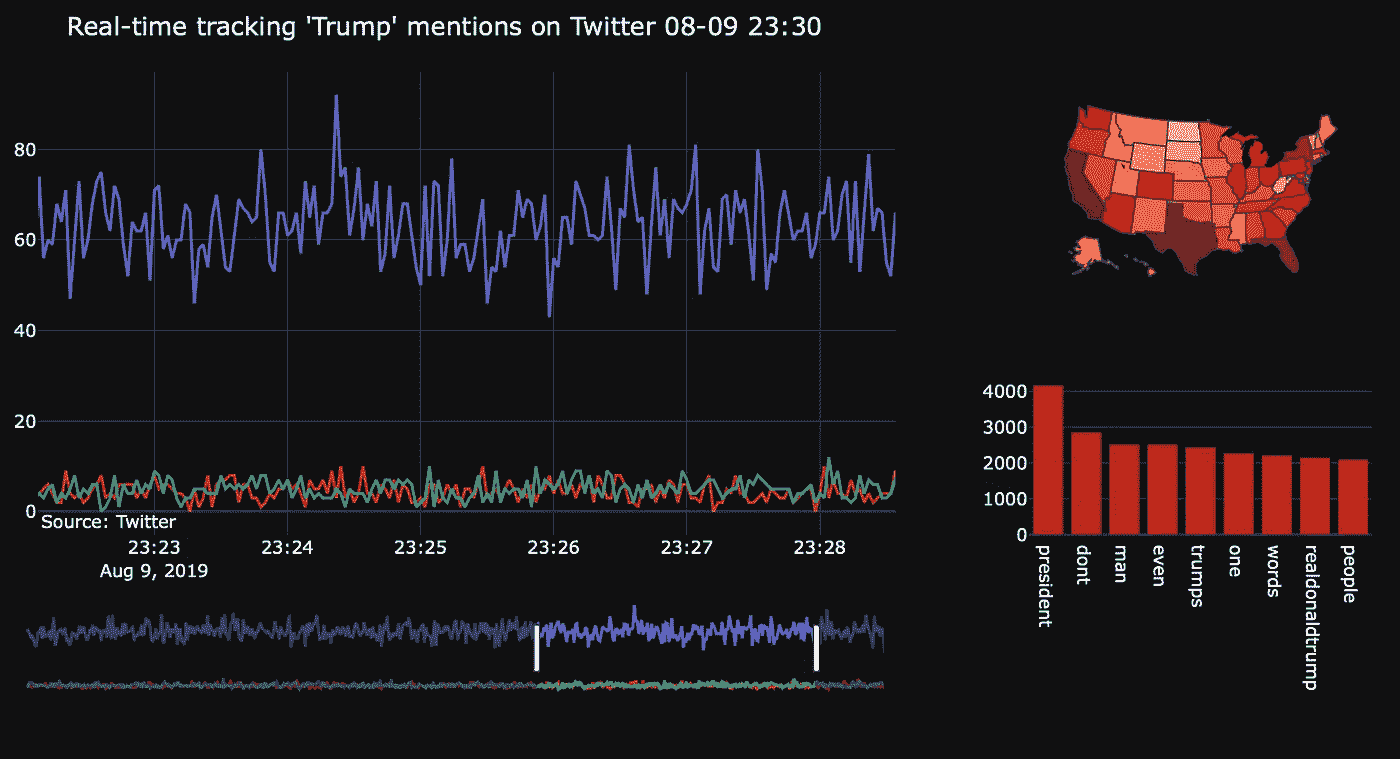 Real-time tracking 'Trump' mentions on Twitter 08-09 23:30
80
60
40
20
0
Source: Twitter
23:23 23:24 23:25 23:26 23:27 23:28
Aug 9, 2019
4000
3000
2000
1000
0
president
dont
man
even
trumps
one
words
realdonaldtrump
people